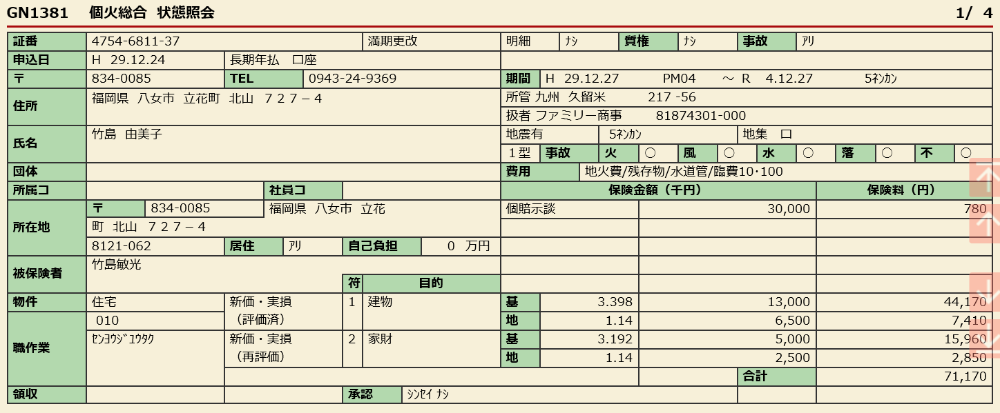 GN1381 個火総合 状態照会 1/ 4
証番 4754-6811-37 満期更改 明細 ﾅｼ 質権 ﾅｼ 事故 ｱﾘ
申込日 H 29.12.24 長期年払 口座
〒 834-0085 TEL 0943-24-9369 期間 H 29.12.27 PM04 ～ R 4.12.27 5ﾈﾝｶﾝ
住所 福岡県 八女市 立花町 北山 ７２７－４ 所管 九州 久留米 217 -56
扱者 ファミリー商事 81874301-000
氏名 竹島 由美子 地震有 5ﾈﾝｶﾝ 地集 口
１型 事故 火 ○ 風 ○ 水 ○ 落 ○ 不 ○
団体 費用 地火費/残存物/水道管/臨費10･100
所属コ 社員コ 保険金額（千円） 保険料（円）
所在地 〒 834-0085 福岡県 八女市 立花 個賠示談 30,000 780
町 北山 ７２７－４
8121-062 居住 ｱﾘ 自己負担 0 万円
被保険者 竹島敏光
符 目的
物件 住宅 新価・実損 1 建物 基 3.398 13,000 44,170
職作業 010 （評価済） 地 1.14 6,500 7,410
ｾﾝﾖｳｼﾞﾕｳﾀｸ 新価・実損 2 家財 基 3.192 5,000 15,960
（再評価） 地 1.14 2,500 2,850
合計 71,170
領収 承認 ｼﾝｾｲ ﾅｼ